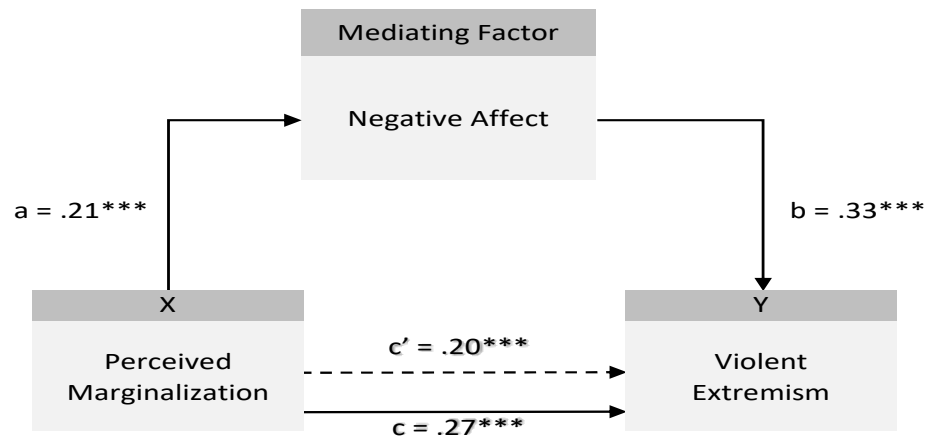 Mediating Factor
Negative Affect
a = .21***
b = .33***
X
Perceived
Marginalization
c’ = .20***
c = .27***
Y
Violent
Extremism